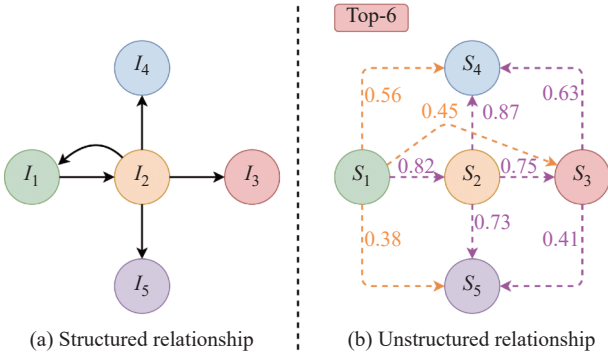 Top-6
I4
S4
0.56
0.45
0.87
0.63
I1
I2
I3
S1
0.82
S2
0.75
S3
0.38
0.73
0.41
I5
S5
(a) Structured relationship
(b) Unstructured relationship